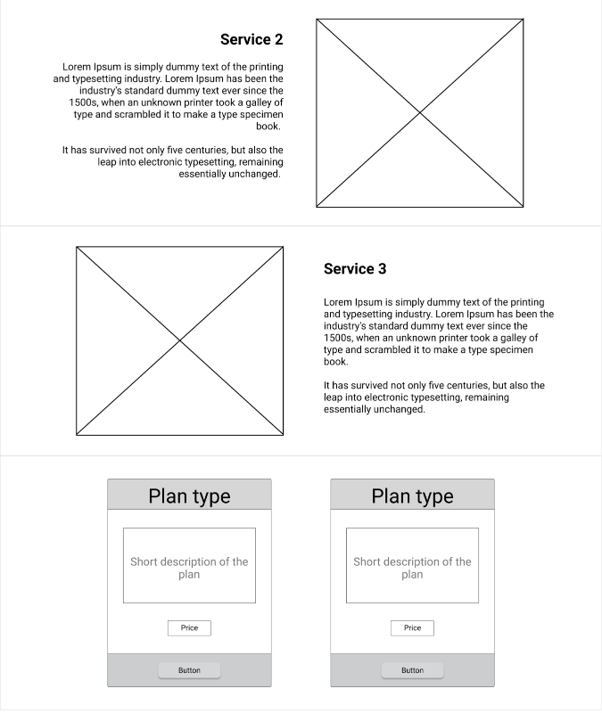 Service 2
Lorem Ipsum is simply dummy text of the printing
and typesetting industry. Lorem Ipsum has been the
industry's standard dummy text ever since the
1500s, when an unknown printer took a galley of
type and scrambled it to make a type specimen
book.
It has survived not only five centuries, but also the
leap into electronic typesetting, remaining
essentially unchanged.
Service 3
Lorem Ipsum is simply dummy text of the printing
and typesetting industry. Lorem Ipsum has been the
industry's standard dummy text ever since the
1500s, when an unknown printer took a galley of
type and scrambled it to make a type specimen
book.
It has survived not only five centuries, but also the
leap into electronic typesetting, remaining
essentially unchanged.
Plan type
Short description of the
plan
Price
Button
Plan type
Short description of the
plan
Price
Button